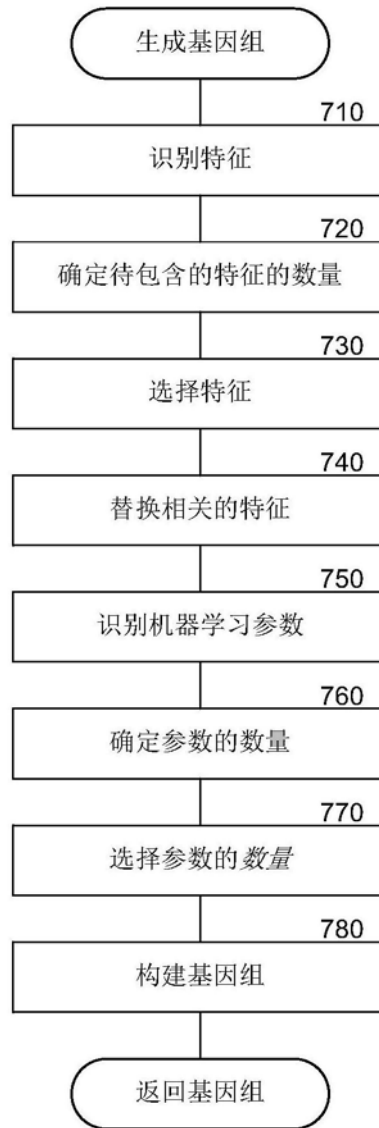 生成基因组
710
识别特征
720
确定待包含的特征的数量
730
选择特征
740
替换相关的特征
750
识别机器学习参数
760
确定参数的数量
770
选择参数的数量
780
构建基因组
返回基因组